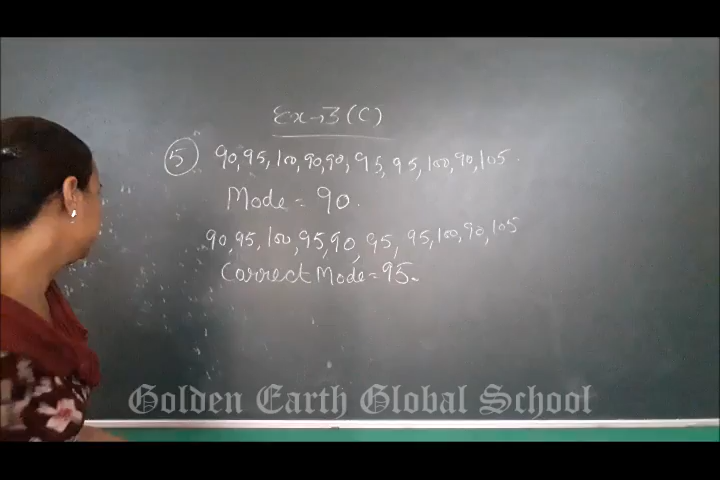 Ex→3(C)
5 90, 95, 100, 90, 90, 95, 95, 100, 90, 105.
Mode = 90.
90, 95, 100, 95, 90, 95, 95, 100, 90, 105
Correct Mode = 95.
Golden Earth Global School